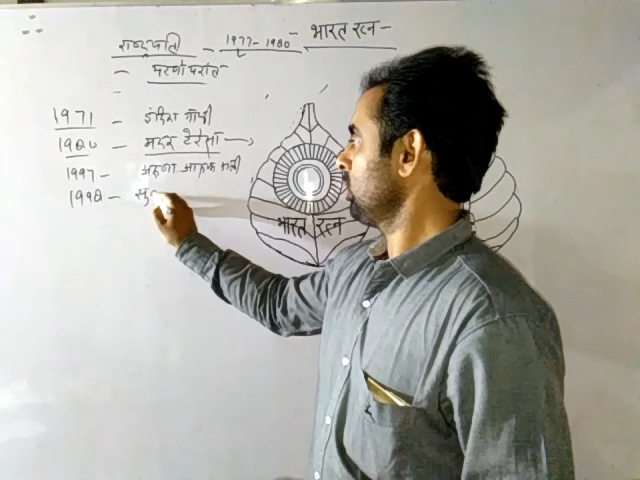 राष्ट्रपति - 1977-1980 - भारत रत्न -
- मरणोपरांत
1971 - इंदिरा गाँधी
1980 - मदर टेरेसा →
1997 - अरुणा आसफ अली
1998 - सु
भारत रत्न